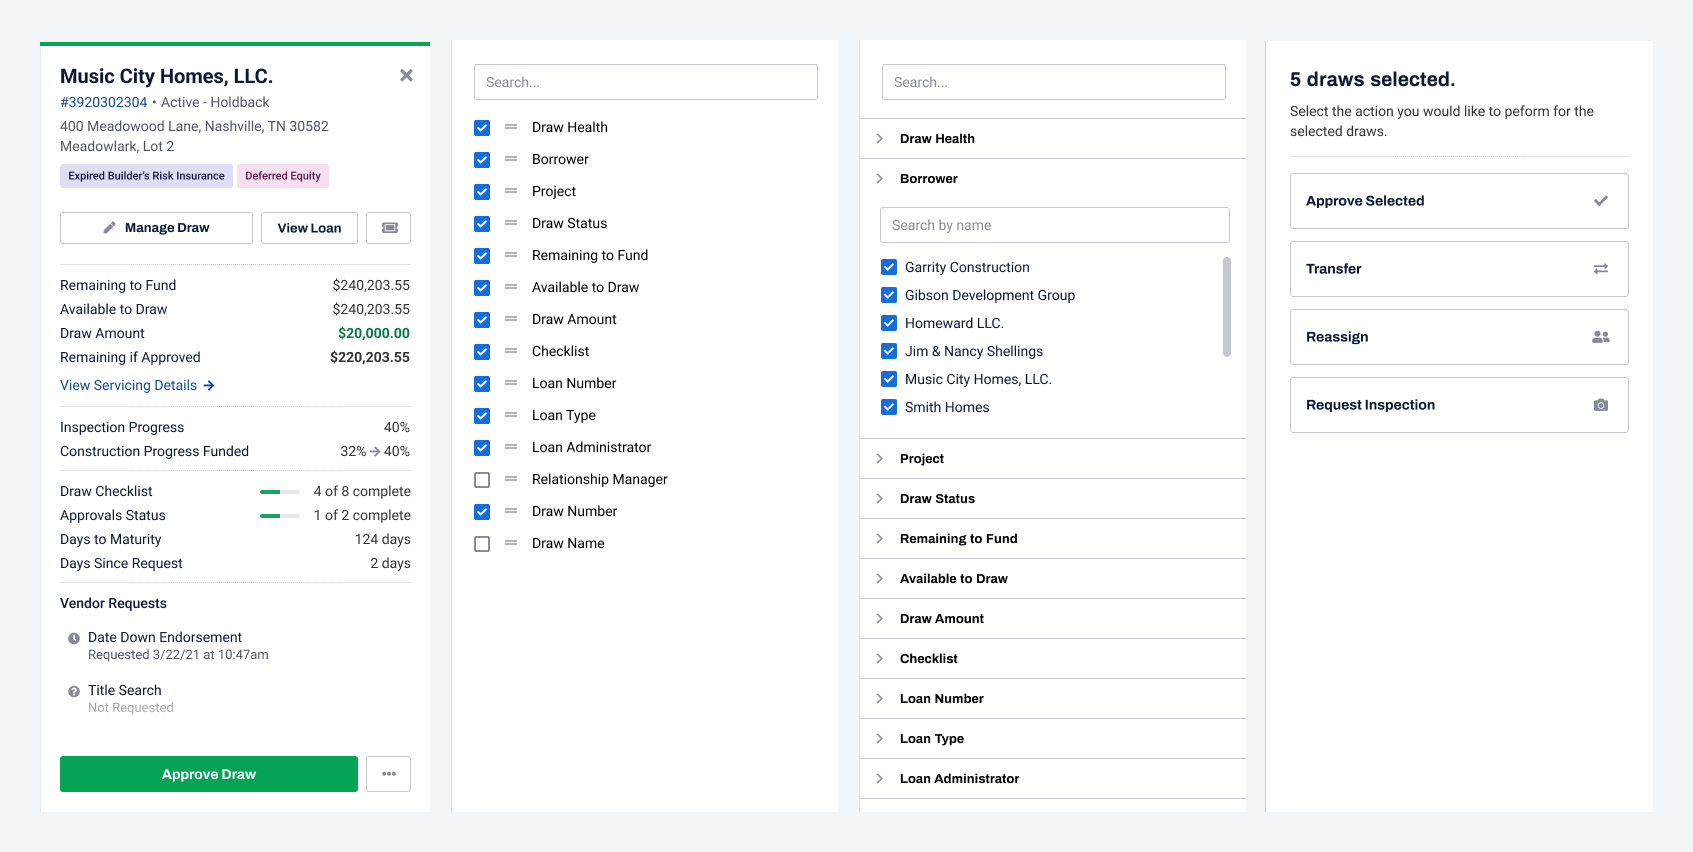 Music City Homes, LLC.
#3920302304 • Active - Holdback
400 Meadowood Lane, Nashville, TN 30582
Meadowlark, Lot 2
Expired Builder's Risk Insurance
Deferred Equity
Manage Draw
View Loan
Remaining to Fund $240,203.55
Available to Draw $240,203.55
Draw Amount $20,000.00
Remaining if Approved $220,203.55
View Servicing Details →
Inspection Progress 40%
Construction Progress Funded 32% → 40%
Draw Checklist 4 of 8 complete
Approvals Status 1 of 2 complete
Days to Maturity 124 days
Days Since Request 2 days
Vendor Requests
Date Down Endorsement
Requested 3/22/21 at 10:47am
Title Search
Not Requested
Approve Draw
Search...
Draw Health
Borrower
Project
Draw Status
Remaining to Fund
Available to Draw
Draw Amount
Checklist
Loan Number
Loan Type
Loan Administrator
Relationship Manager
Draw Number
Draw Name
Search...
Draw Health
Borrower
Search by name
Garrity Construction
Gibson Development Group
Homeward LLC.
Jim & Nancy Shellings
Music City Homes, LLC.
Smith Homes
Project
Draw Status
Remaining to Fund
Available to Draw
Draw Amount
Checklist
Loan Number
Loan Type
Loan Administrator
5 draws selected.
Select the action you would like to peform for the
selected draws.
Approve Selected
Transfer
Reassign
Request Inspection